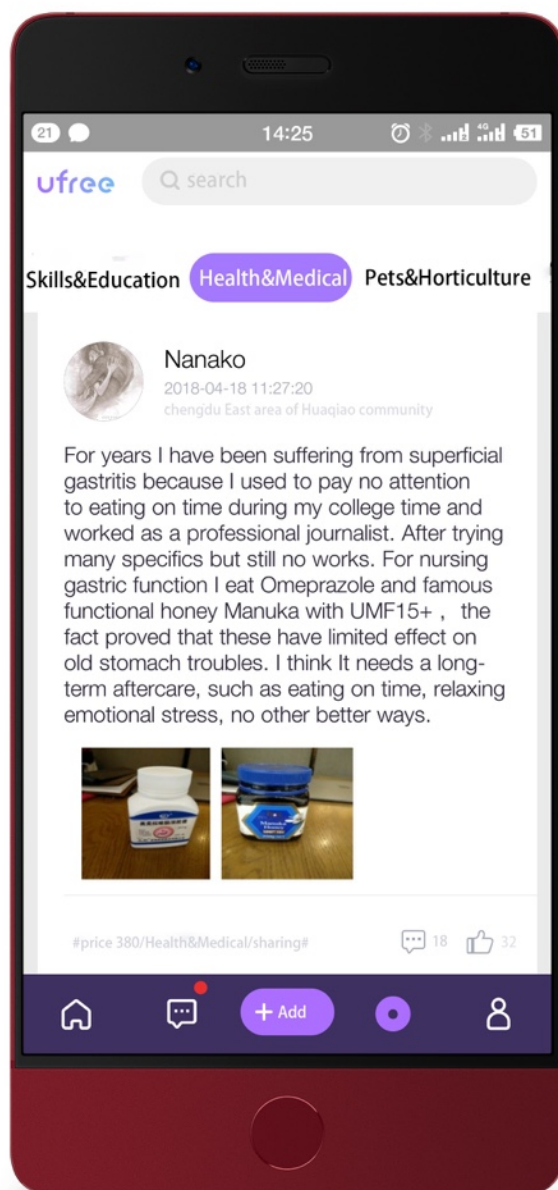 21
14:25
4G
51
ufree
search
Skills&Education
Health&Medical
Pets&Horticulture
Nanako
2018-04-18 11:27:20
chengdu East area of Huaqiao community
For years I have been suffering from superficial
gastritis because I used to pay no attention
to eating on time during my college time and
worked as a professional journalist. After trying
many specifics but still no works. For nursing
gastric function I eat Omeprazole and famous
functional honey Manuka with UMF15+ , the
fact proved that these have limited effect on
old stomach troubles. I think It needs a long-
term aftercare, such as eating on time, relaxing
emotional stress, no other better ways.
Manuka
Honey
#price 380/Health&Medical/sharing#
18
32
+ Add